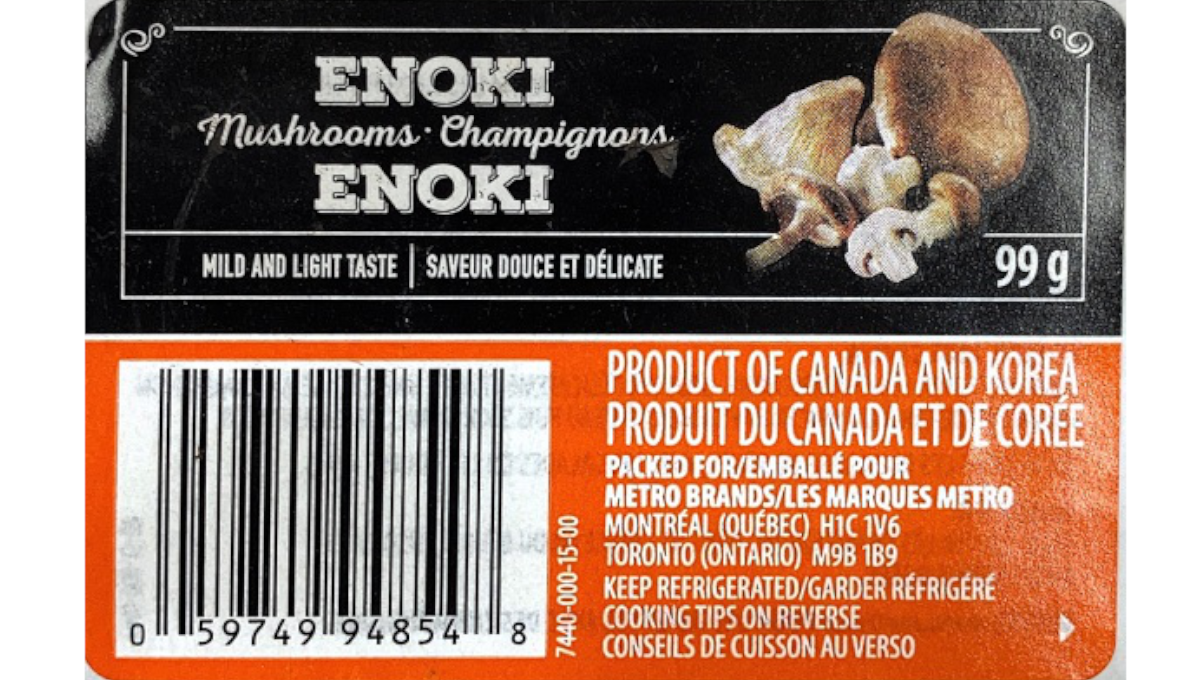 ENOKI
Mushrooms · Champignons
ENOKI
MILD AND LIGHT TASTE | SAVEUR DOUCE ET DÉLICATE
99 g
PRODUCT OF CANADA AND KOREA
PRODUIT DU CANADA ET DE CORÉE
PACKED FOR/EMBALLÉ POUR
METRO BRANDS/LES MARQUES METRO
MONTRÉAL (QUÉBEC) H1C 1V6
TORONTO (ONTARIO) M9B 1B9
KEEP REFRIGERATED/GARDER RÉFRIGÉRÉ
COOKING TIPS ON REVERSE
CONSEILS DE CUISSON AU VERSO
7440-000-15-00
0 59749 94854 8